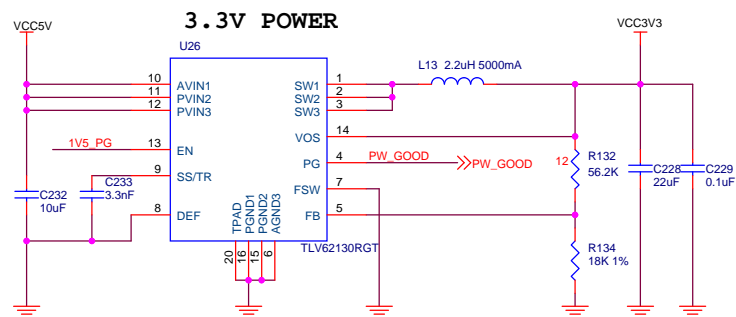 3.3V POWER
VCC5V
VCC3V3
U26
L13 2.2uH 5000mA
10 AVIN1 SW1 1
11 PVIN2 SW2 2
12 PVIN3 SW3 3
VOS 14
1V5_PG 13 EN
PG 4 PW_GOOD PW_GOOD
12 R132
56.2K
9 SS/TR
FSW 7
C232
10uF
C233
3.3nF
C228
22uF
C229
0.1uF
8 DEF
FB 5
TPAD
PGND1
PGND2
AGND3
20
16
15
6
TLV62130RGT
R134
18K 1%